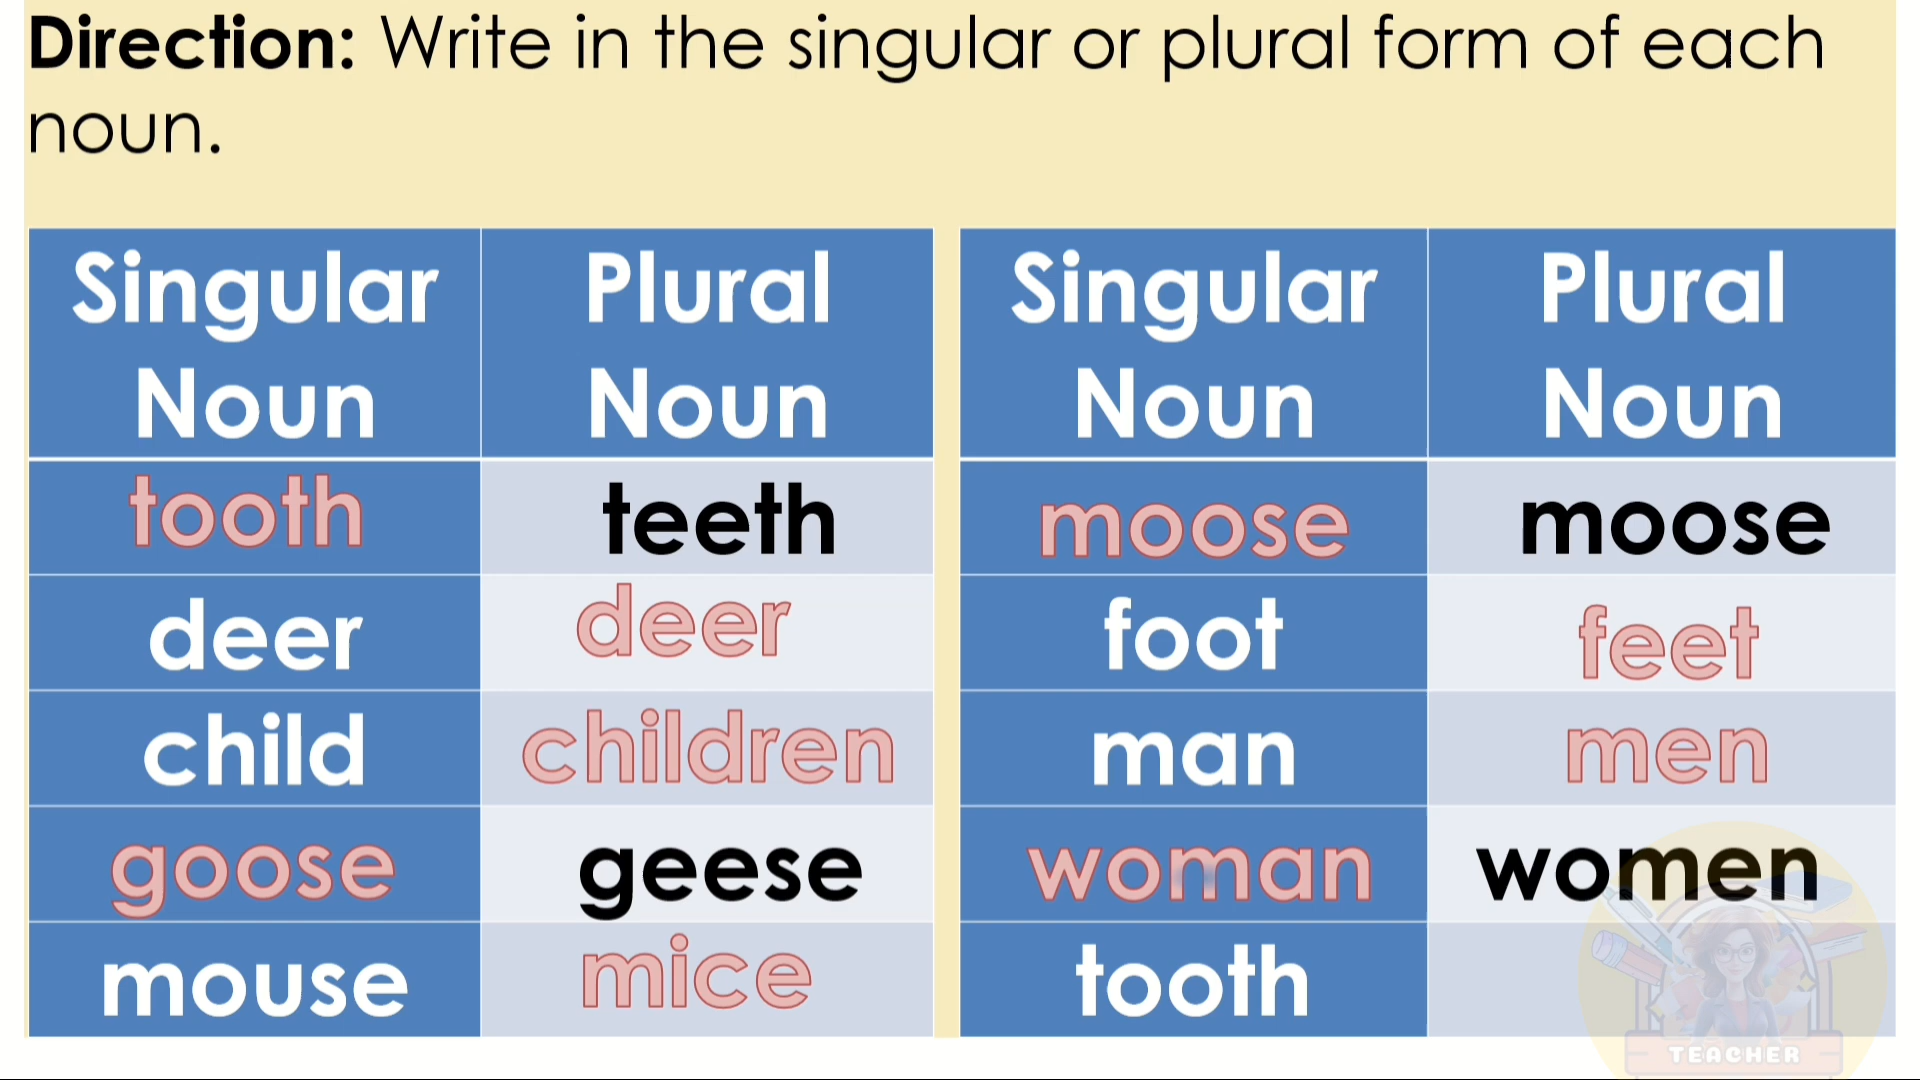 Direction: Write in the singular or plural form of each
noun.
Singular Noun Plural Noun
tooth teeth
deer deer
child children
goose geese
mouse mice
Singular Noun Plural Noun
moose moose
foot feet
man men
woman women
tooth
TEACHER